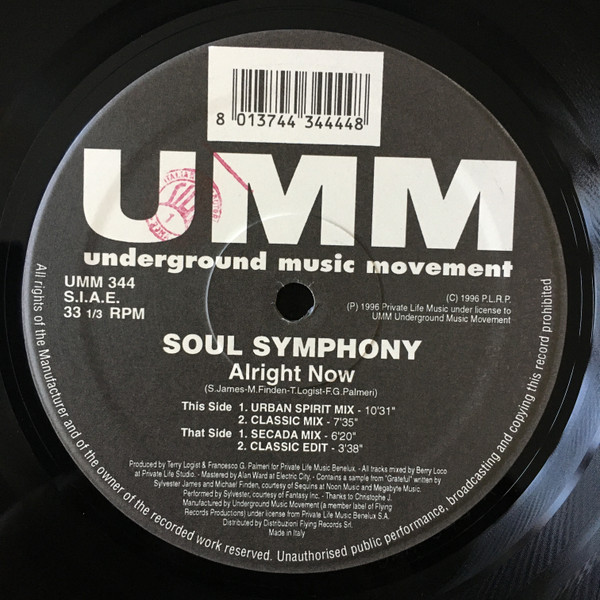 8 013744 344448
UMM
underground music movement
UMM 344
S.I.A.E.
33 1/3 RPM
(C) 1996 P.L.R.P.
(P) 1996 Private Life Music under license to
UMM Underground Music Movement
SOUL SYMPHONY
Alright Now
(S.James-M.Finden-T.Logist-F.G.Palmeri)
This Side 1. URBAN SPIRIT MIX - 10'31"
2. CLASSIC MIX - 7'35"
That Side 1. SECADA MIX - 6'20"
2. CLASSIC EDIT - 3'38"
Produced by Terry Logist & Francesco G. Palmeri for Private Life Music Benelux. - All tracks mixed by Berry Loco
at Private Life Studio. - Mastered by Alan Ward at Electric City. - Contains a sample from "Grateful" written by
Sylvester James and Michael Finden, courtesy of Sequins at Noon Music and Megabyte Music.
Performed by Sylvester, courtesy of Fantasy Inc. - Thanks to Christophe J.
Manufactured by Underground Music Movement (a member label of Flying
Records Productions) under license from Private Life Music Benelux S.A.
Distributed by Distribuzioni Flying Records Srl.
Made in Italy
All rights of the Manufacturer and of the owner of the recorded work reserved. Unauthorised public performance, broadcasting and copying this record prohibited